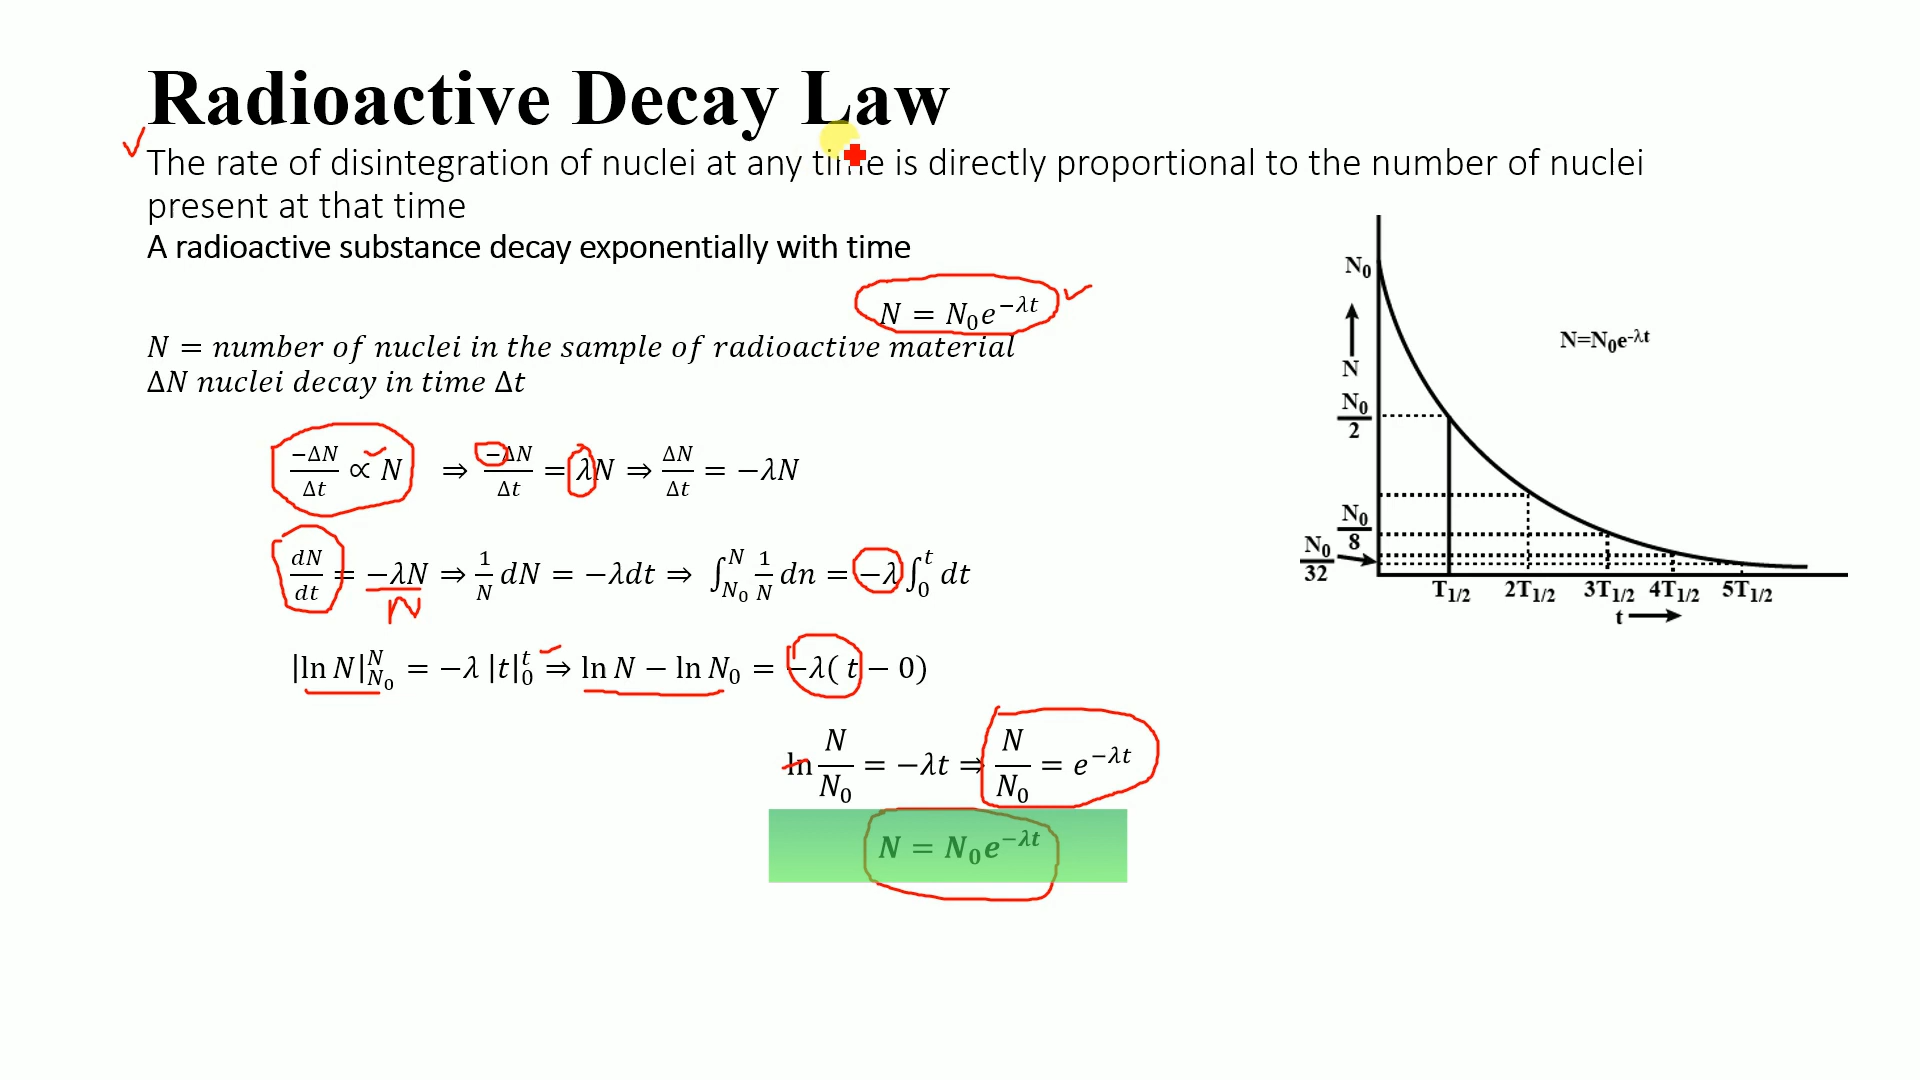 Radioactive Decay Law
The rate of disintegration of nuclei at any time is directly proportional to the number of nuclei
present at that time
A radioactive substance decay exponentially with time
N = N₀e^(−λt)
N = number of nuclei in the sample of radioactive material
ΔN nuclei decay in time Δt
−ΔN/Δt ∝ N ⇒ −ΔN/Δt = λN ⇒ ΔN/Δt = −λN
dN/dt = −λN ⇒ 1/N dN = −λdt ⇒ ∫_N₀^N 1/N dn = −λ ∫_0^t dt
N
|ln N|_N₀^N = −λ |t|_0^t ⇒ ln N − ln N₀ = −λ( t − 0)
ln N/N₀ = −λt ⇒ N/N₀ = e^(−λt)
N = N₀e^(−λt)
N₀
N=N₀e^(-λt)
N
N₀/2
N₀/8
N₀/32
T₁/₂ 2T₁/₂ 3T₁/₂ 4T₁/₂ 5T₁/₂
t